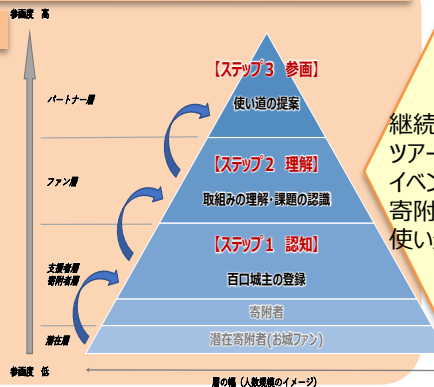 参画度 高
【ステップ3 参画】
パートナー層
使い道の提案
継続
ツアー
【ステップ2 理解】
イベン
ファン層
寄附
取組みの理解・課題の認識
使い
【ステップ1 認知】
支援者層
寄附者層
百口城主の登録
寄附者
潜在層
潜在寄附者(お城ファン)
参画度 低
層の幅（人数規模のイメージ）